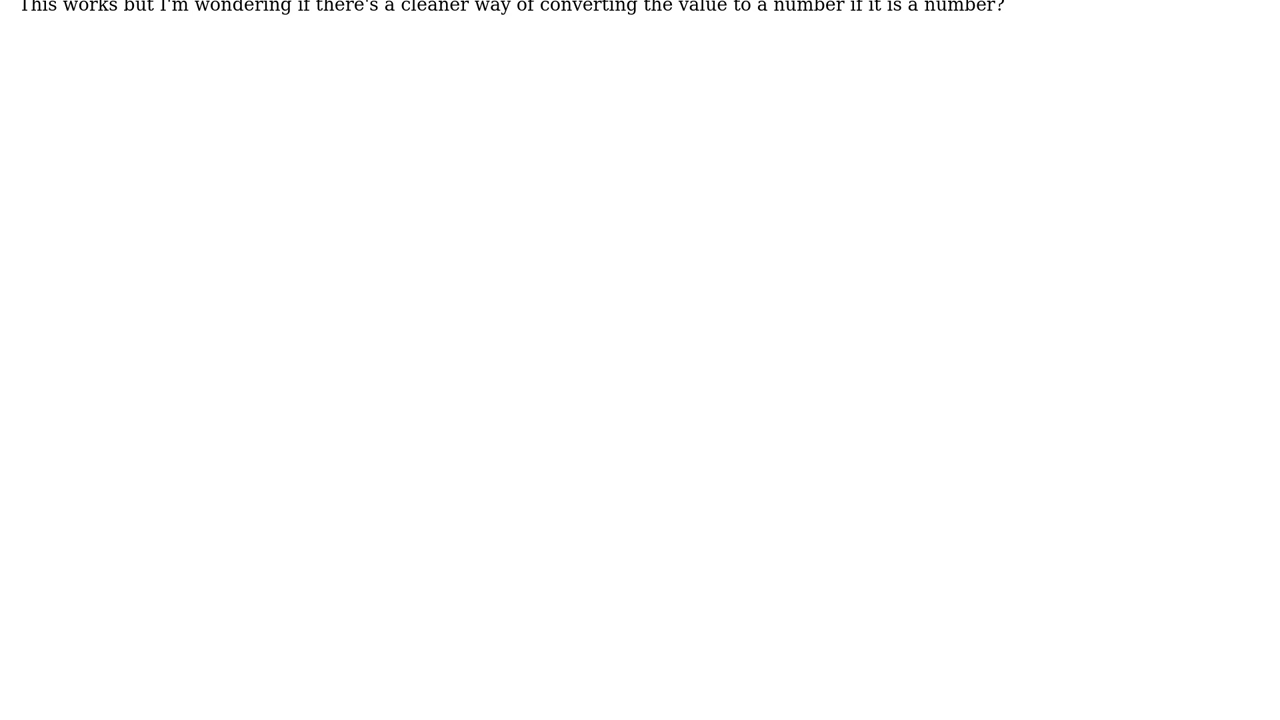 This works but I'm wondering if there's a cleaner way of converting the value to a number if it is a number?